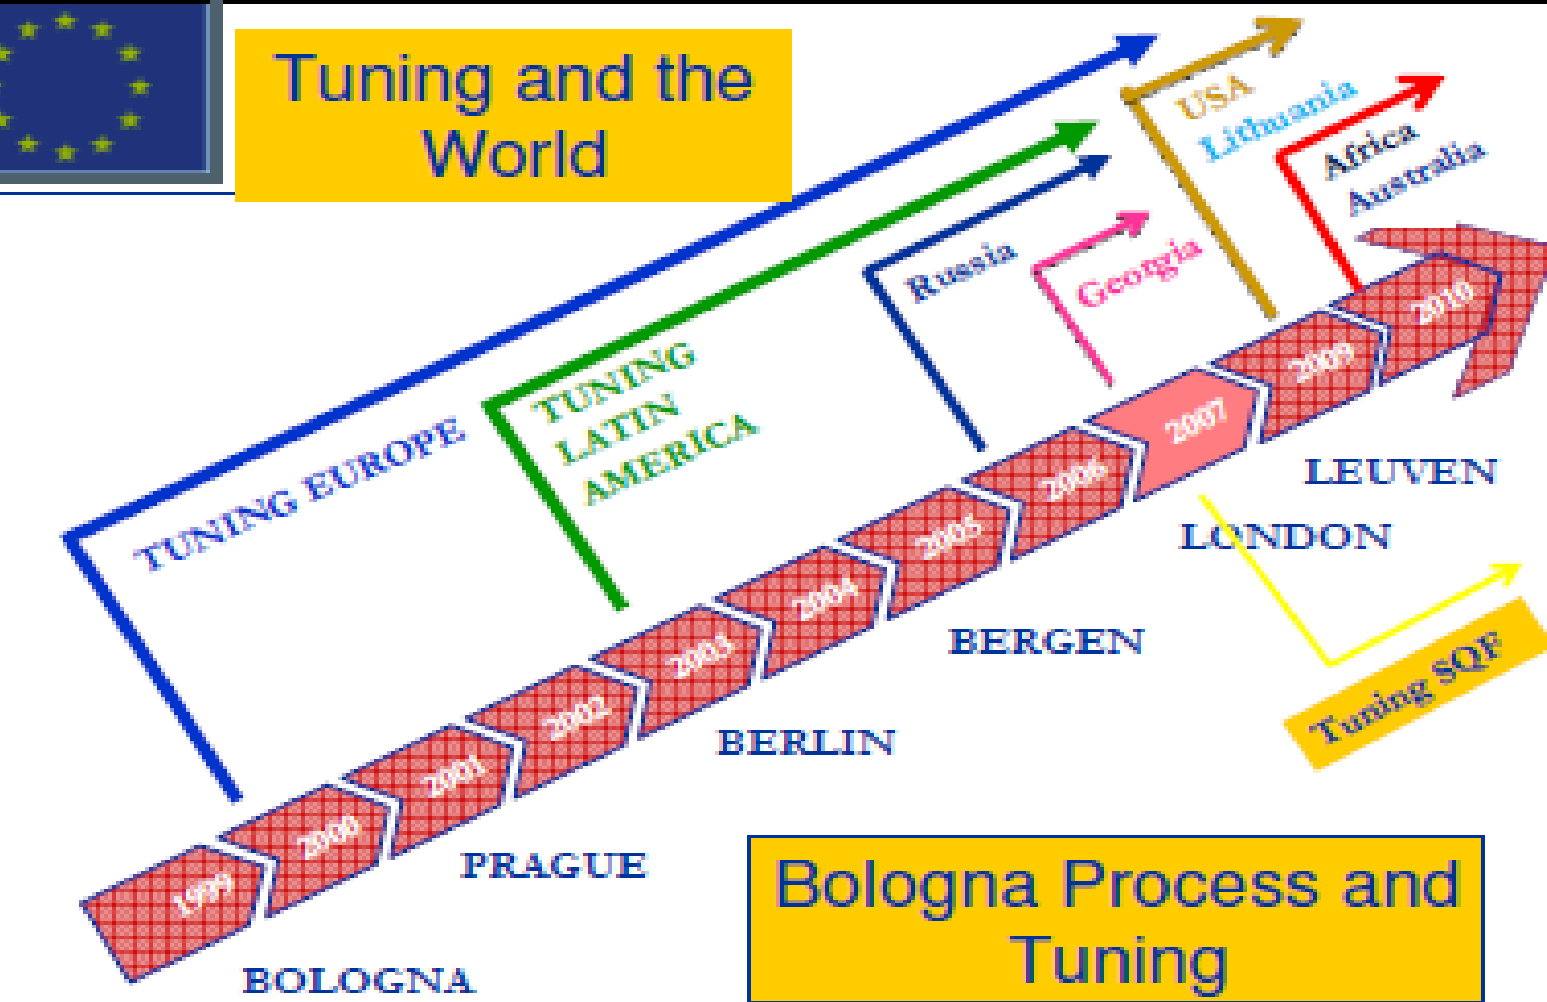 Tuning and the
World
USA
Lithuania
Africa
Australia
Russia
Georgia
TUNING
LATIN
AMERICA
TUNING EUROPE
1999
2000
2001
2002
2003
2004
2005
2006
2007
2009
2010
LEUVEN
LONDON
BERGEN
BERLIN
PRAGUE
BOLOGNA
Tuning SQF
Bologna Process and
Tuning